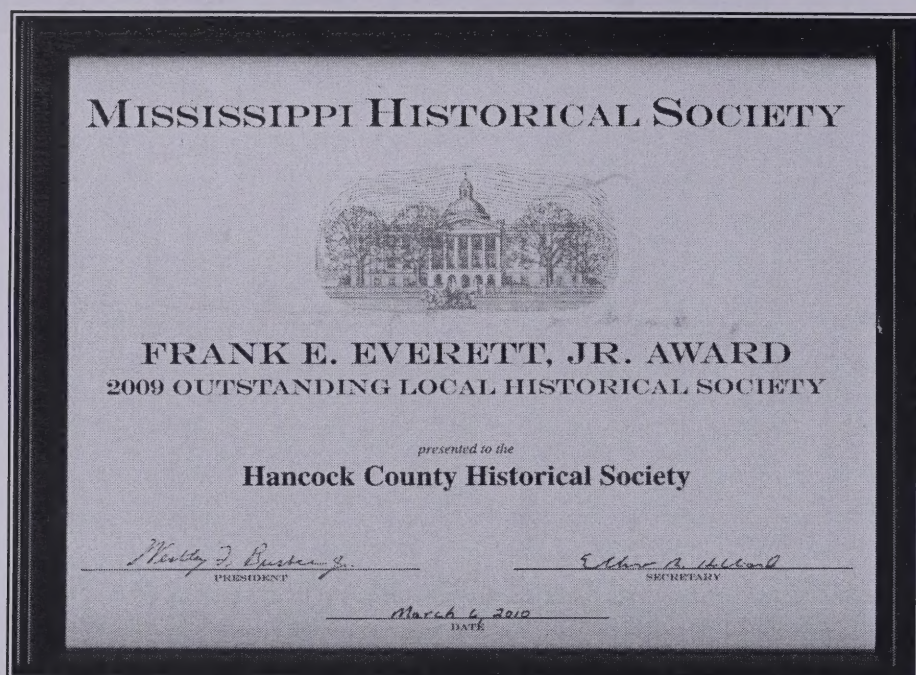 MISSISSIPPI HISTORICAL SOCIETY
FRANK E. EVERETT, JR. AWARD
2009 OUTSTANDING LOCAL HISTORICAL SOCIETY
presented to the
Hancock County Historical Society
PRESIDENT
SECRETARY
March 6, 2010
DATE